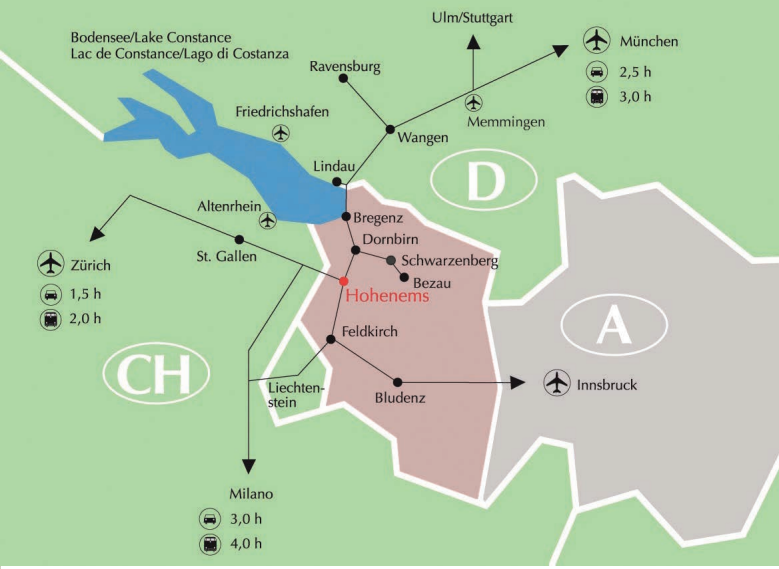 Ulm/Stuttgart
Bodensee/Lake Constance
Lac de Constance/Lago di Costanza
München
2,5 h
3,0 h
Ravensburg
Friedrichshafen
Memmingen
Wangen
Lindau
D
Altenrhein
Bregenz
Dornbirn
St. Gallen
Schwarzenberg
Zürich
1,5 h
2,0 h
Bezau
Hohenems
A
Feldkirch
CH
Liechten-
stein
Bludenz
Innsbruck
Milano
3,0 h
4,0 h